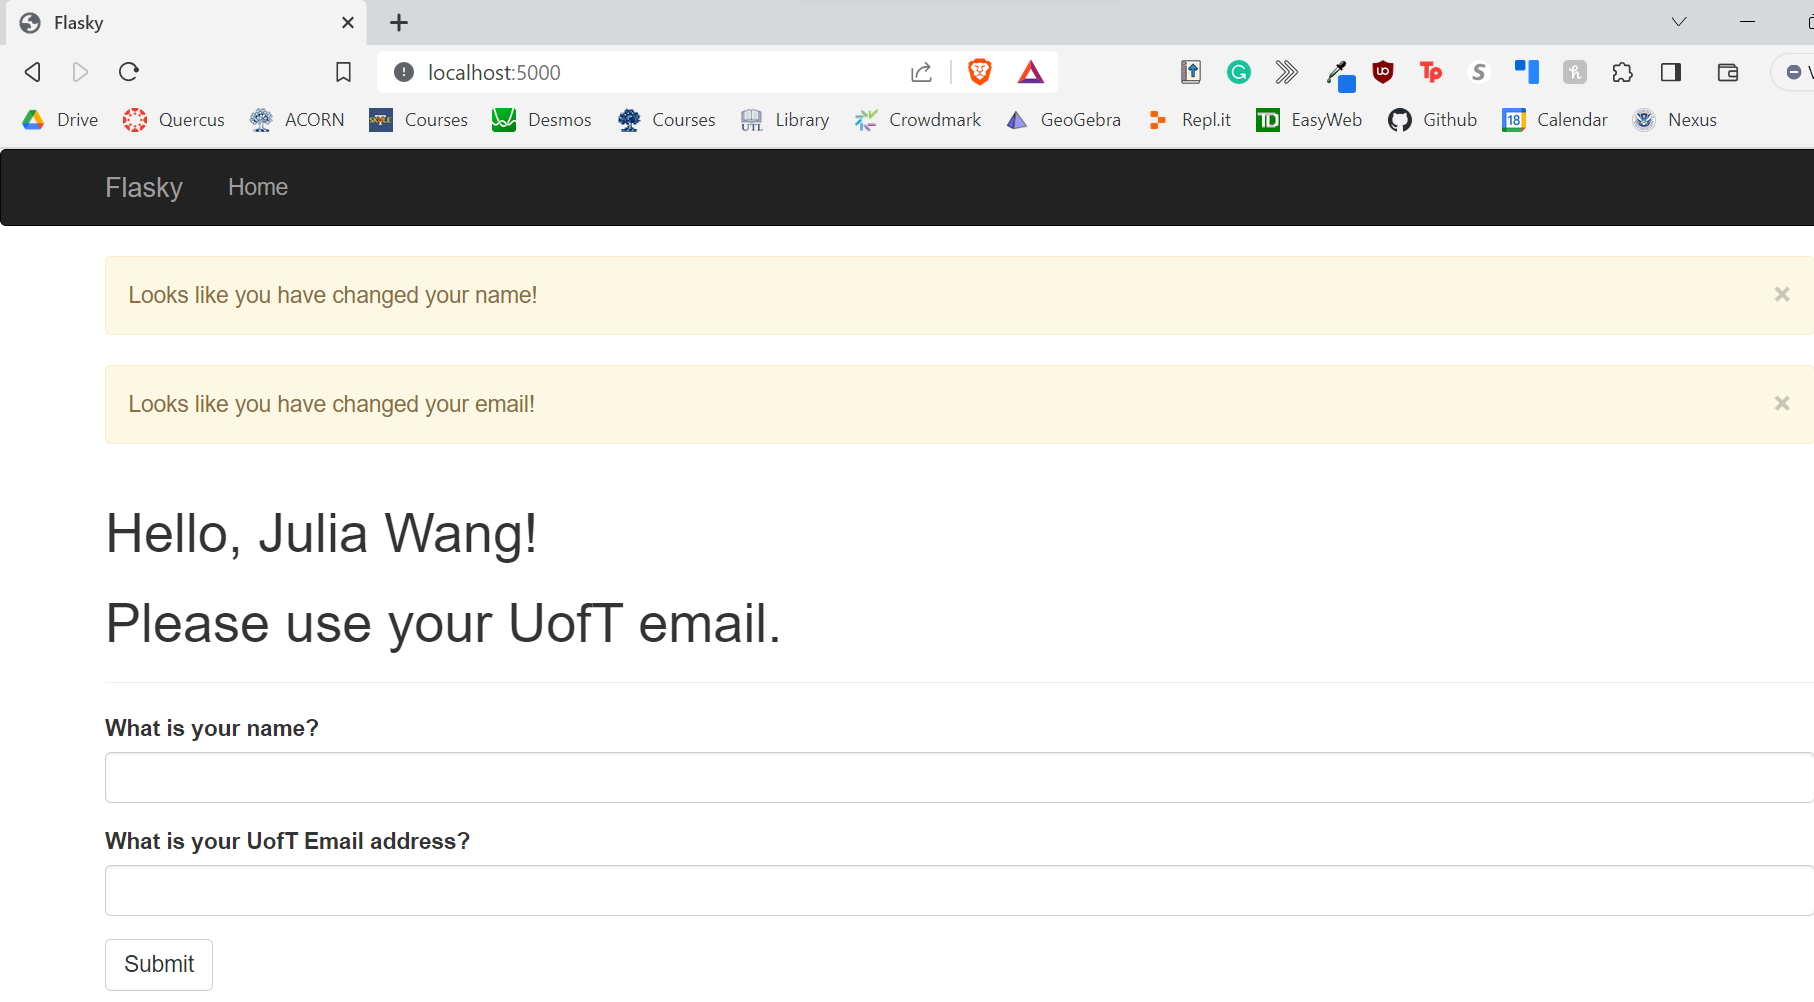 Flasky
localhost:5000
Drive Quercus ACORN Courses Desmos Courses Library Crowdmark GeoGebra Repl.it EasyWeb Github Calendar Nexus
Flasky Home
Looks like you have changed your name!
Looks like you have changed your email!
Hello, Julia Wang!
Please use your UofT email.
What is your name?
What is your UofT Email address?
Submit